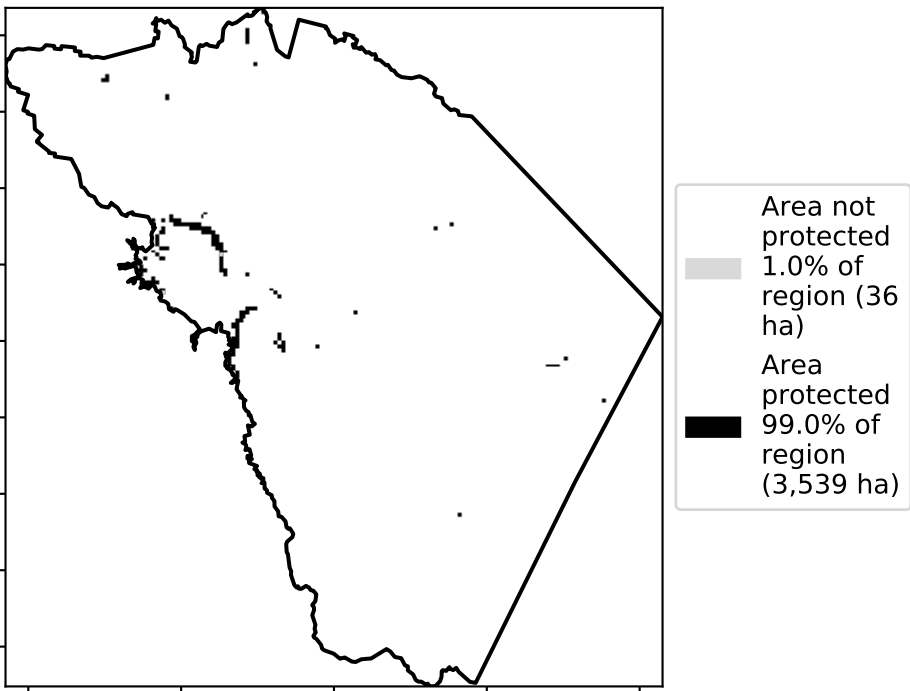 Area not
protected
1.0% of
region (36
ha)
Area
protected
99.0% of
region
(3,539 ha)